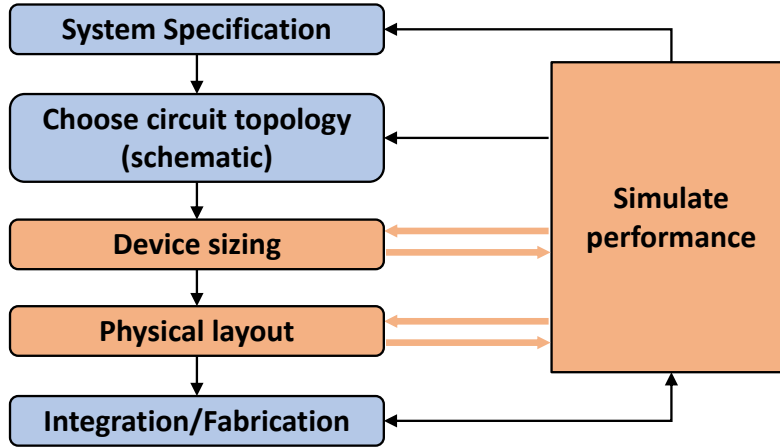 System Specification
Choose circuit topology
(schematic)
Device sizing
Physical layout
Integration/Fabrication
Simulate
performance